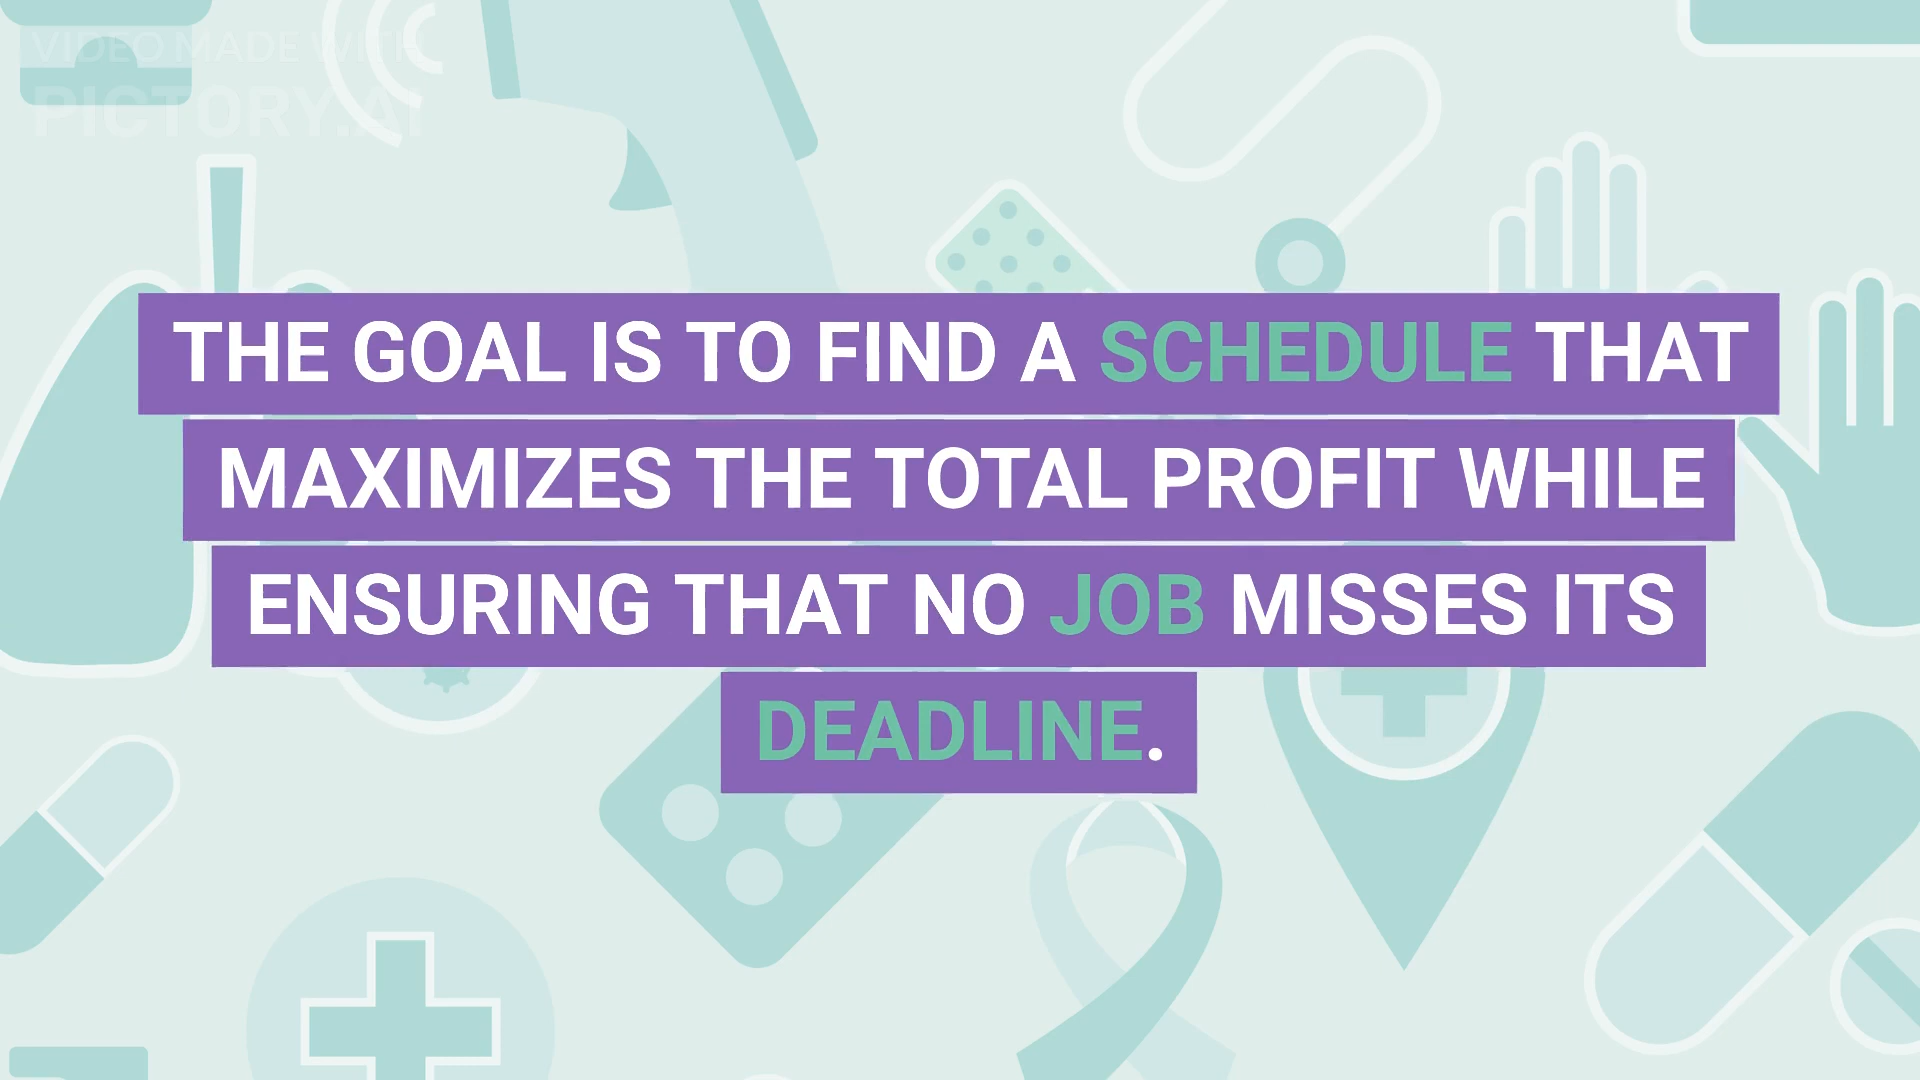 VIDEO MADE WITH
PICTORY.AI
THE GOAL IS TO FIND A SCHEDULE THAT
MAXIMIZES THE TOTAL PROFIT WHILE
ENSURING THAT NO JOB MISSES ITS
DEADLINE.